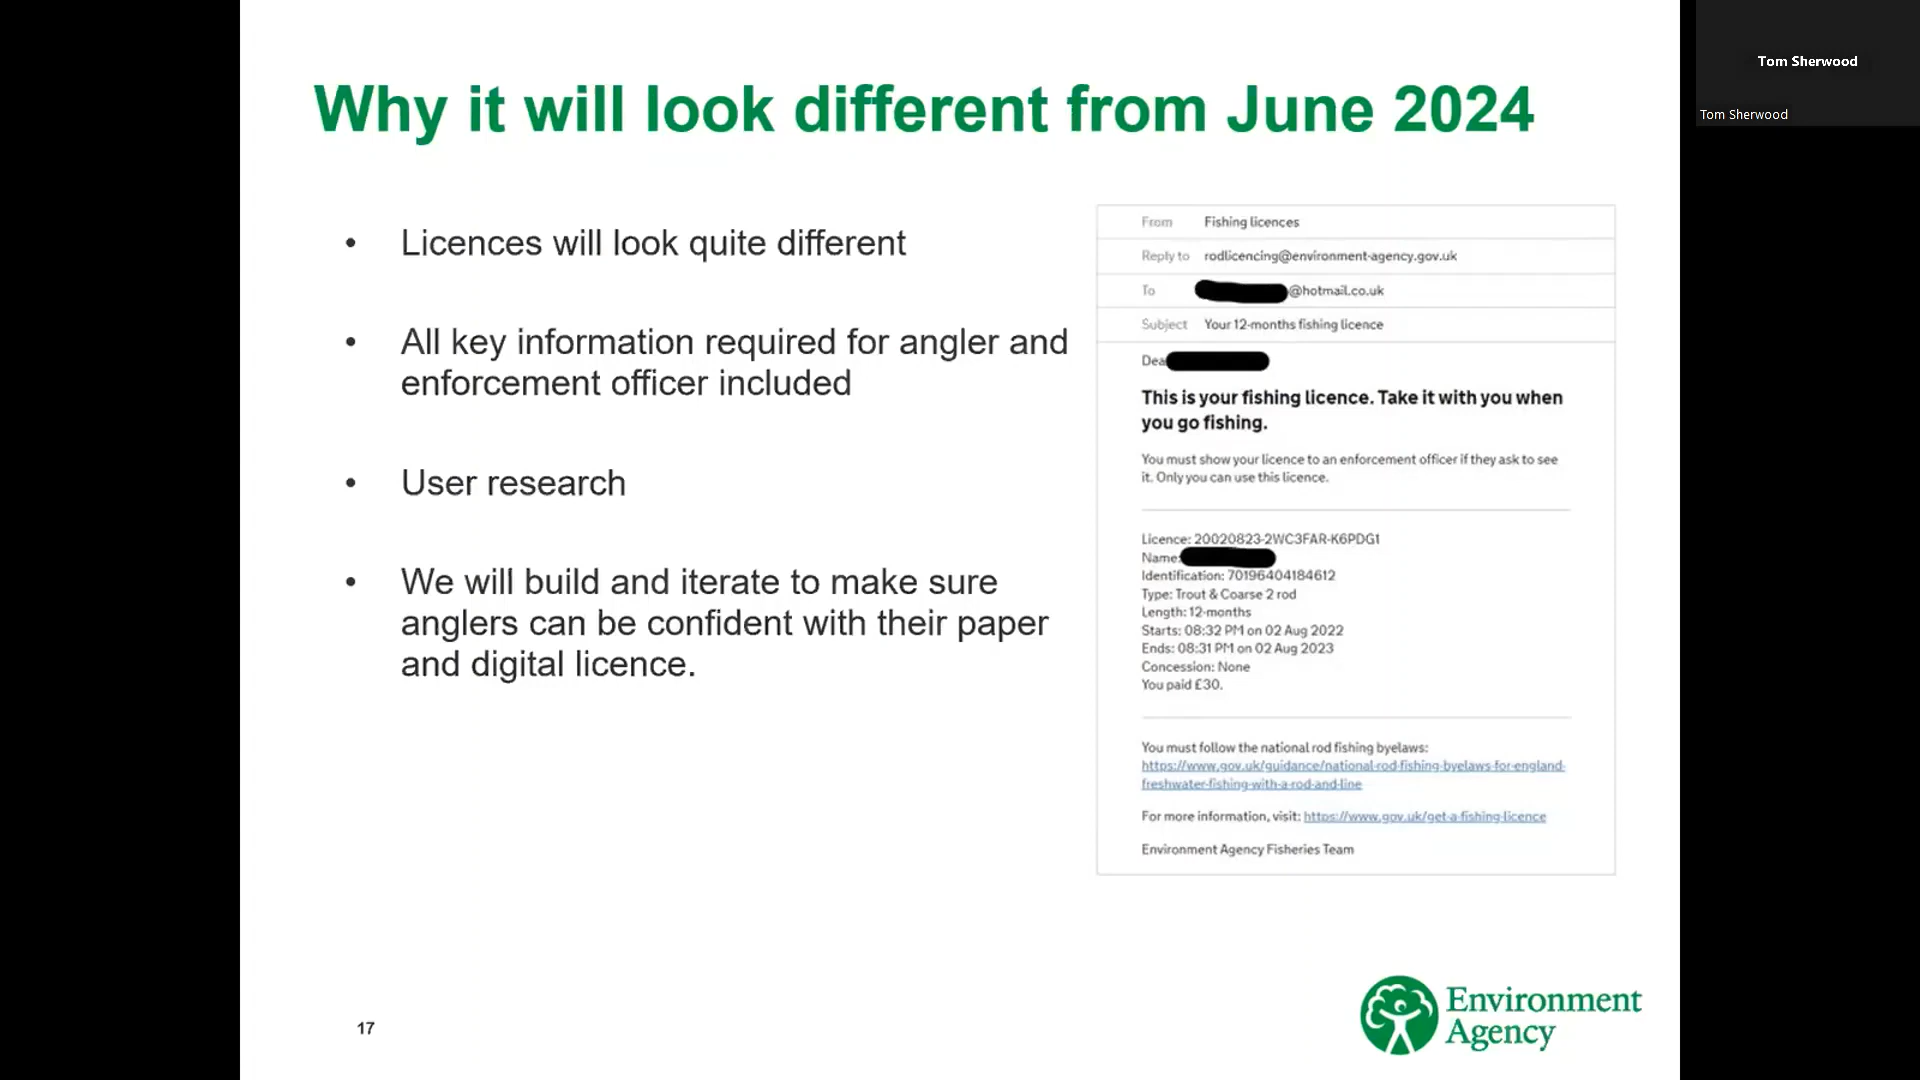 Why it will look different from June 2024
• Licences will look quite different
• All key information required for angler and
enforcement officer included
• User research
• We will build and iterate to make sure
anglers can be confident with their paper
and digital licence.
From Fishing licences
Reply to rodlicencing@environment-agency.gov.uk
To @hotmail.co.uk
Subject Your 12-months fishing licence
Dea
This is your fishing licence. Take it with you when
you go fishing.
You must show your licence to an enforcement officer if they ask to see
it. Only you can use this licence.
Licence: 20020823-2WC3FAR-K6PDG1
Name:
Identification: 70196404184612
Type: Trout & Coarse 2 rod
Length: 12-months
Starts: 08:32 PM on 02 Aug 2022
Ends: 08:31 PM on 02 Aug 2023
Concession: None
You paid £30.
You must follow the national rod fishing byelaws:
https://www.gov.uk/guidance/national-rod-fishing-byelaws-for-england-
freshwater-fishing-with-a-rod-and-line
For more information, visit: https://www.gov.uk/get-a-fishing-licence
Environment Agency Fisheries Team
17
Environment
Agency
Tom Sherwood
Tom Sherwood